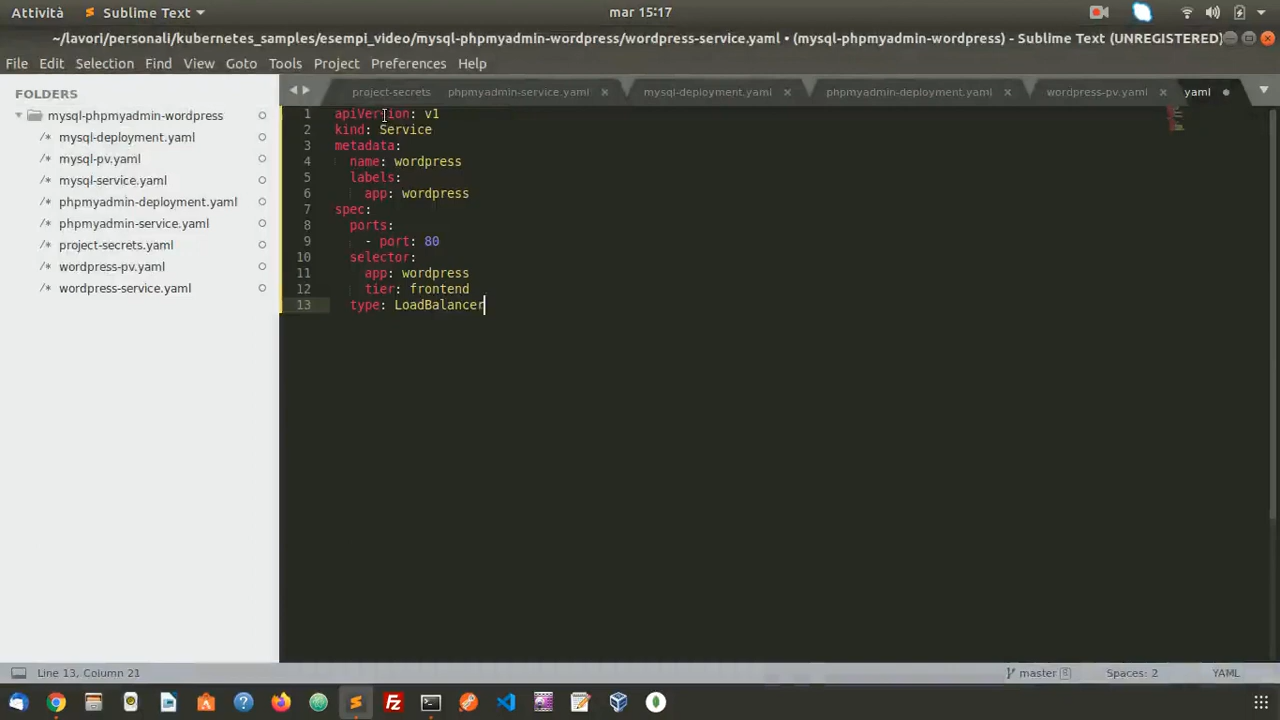 Attività Sublime Text mar 15:17
~/lavori/personali/kubernetes_samples/esempi_video/mysql-phpmyadmin-wordpress/wordpress-service.yaml • (mysql-phpmyadmin-wordpress) - Sublime Text (UNREGISTERED)
File Edit Selection Find View Goto Tools Project Preferences Help
project-secrets phpmyadmin-service.yaml mysql-deployment.yaml phpmyadmin-deployment.yaml wordpress-pv.yaml yaml
FOLDERS
mysql-phpmyadmin-wordpress
/* mysql-deployment.yaml
/* mysql-pv.yaml
/* mysql-service.yaml
/* phpmyadmin-deployment.yaml
/* phpmyadmin-service.yaml
/* project-secrets.yaml
/* wordpress-pv.yaml
/* wordpress-service.yaml
1 apiVersion: v1
2 kind: Service
3 metadata:
4 name: wordpress
5 labels:
6 app: wordpress
7 spec:
8 ports:
9 - port: 80
10 selector:
11 app: wordpress
12 tier: frontend
13 type: LoadBalancer
Line 13, Column 21 master 8 Spaces: 2 YAML